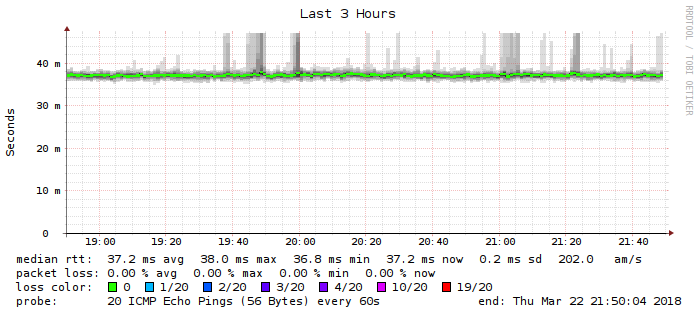 Last 3 Hours
RRDTOOL / TOBI OETIKER
Seconds
40 m
30 m
20 m
10 m
0
19:00 19:20 19:40 20:00 20:20 20:40 21:00 21:20 21:40
median rtt: 37.2 ms avg 38.0 ms max 36.8 ms min 37.2 ms now 0.2 ms sd 202.0 am/s
packet loss: 0.00 % avg 0.00 % max 0.00 % min 0.00 % now
loss color: 0 1/20 2/20 3/20 4/20 10/20 19/20
probe: 20 ICMP Echo Pings (56 Bytes) every 60s end: Thu Mar 22 21:50:04 2018